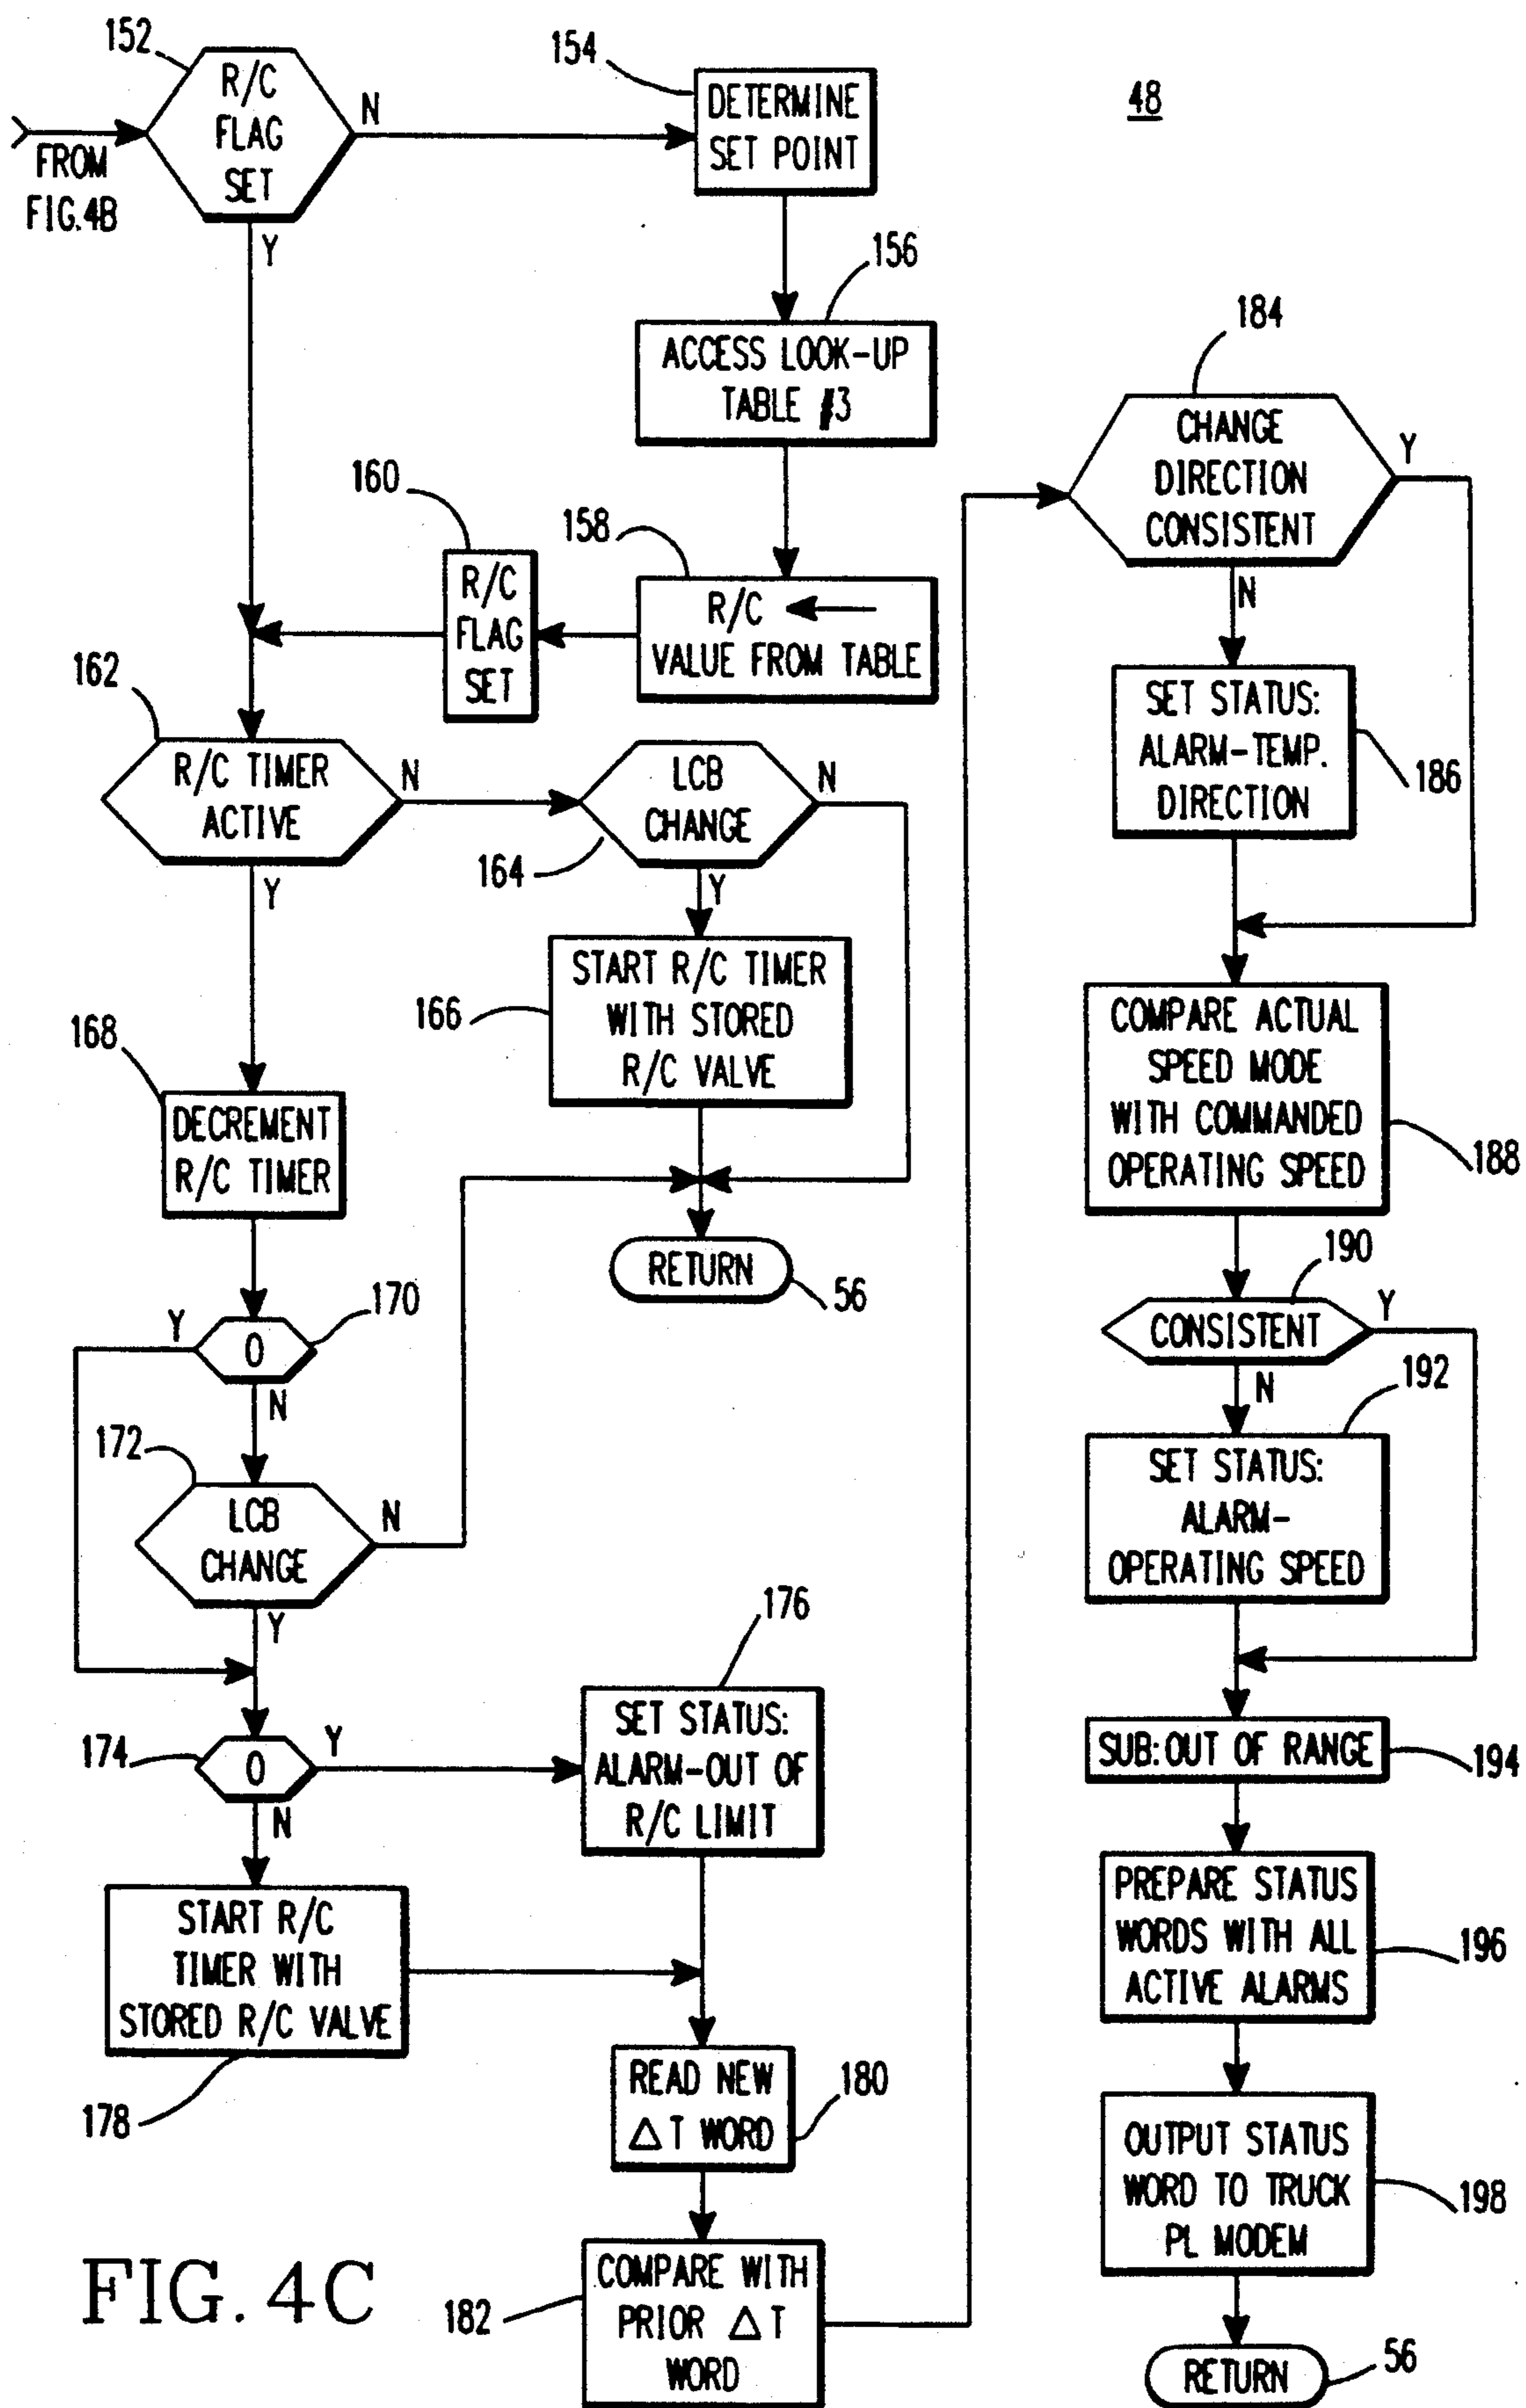 152
R/C
FLAG
SET
N
Y
FROM
FIG.4B
154
DETERMINE
SET POINT
48
156
ACCESS LOOK-UP
TABLE #3
158
R/C
VALUE FROM TABLE
160
R/C
FLAG
SET
162
R/C TIMER
ACTIVE
N
Y
LCB
CHANGE
N
164
Y
START R/C TIMER
WITH STORED
R/C VALVE
166
168
DECREMENT
R/C TIMER
RETURN
56
170
Y
0
N
172
LCB
CHANGE
N
Y
174
0
Y
N
176
SET STATUS:
ALARM-OUT OF
R/C LIMIT
START R/C
TIMER WITH
STORED R/C VALVE
178
READ NEW
△T WORD
180
COMPARE WITH
PRIOR △T
WORD
182
184
CHANGE
DIRECTION
CONSISTENT
Y
N
SET STATUS:
ALARM-TEMP.
DIRECTION
186
COMPARE ACTUAL
SPEED MODE
WITH COMMANDED
OPERATING SPEED
188
190
CONSISTENT
Y
N
192
SET STATUS:
ALARM-
OPERATING SPEED
SUB:OUT OF RANGE
194
PREPARE STATUS
WORDS WITH ALL
ACTIVE ALARMS
196
OUTPUT STATUS
WORD TO TRUCK
PL MODEM
198
RETURN
56
FIG. 4C